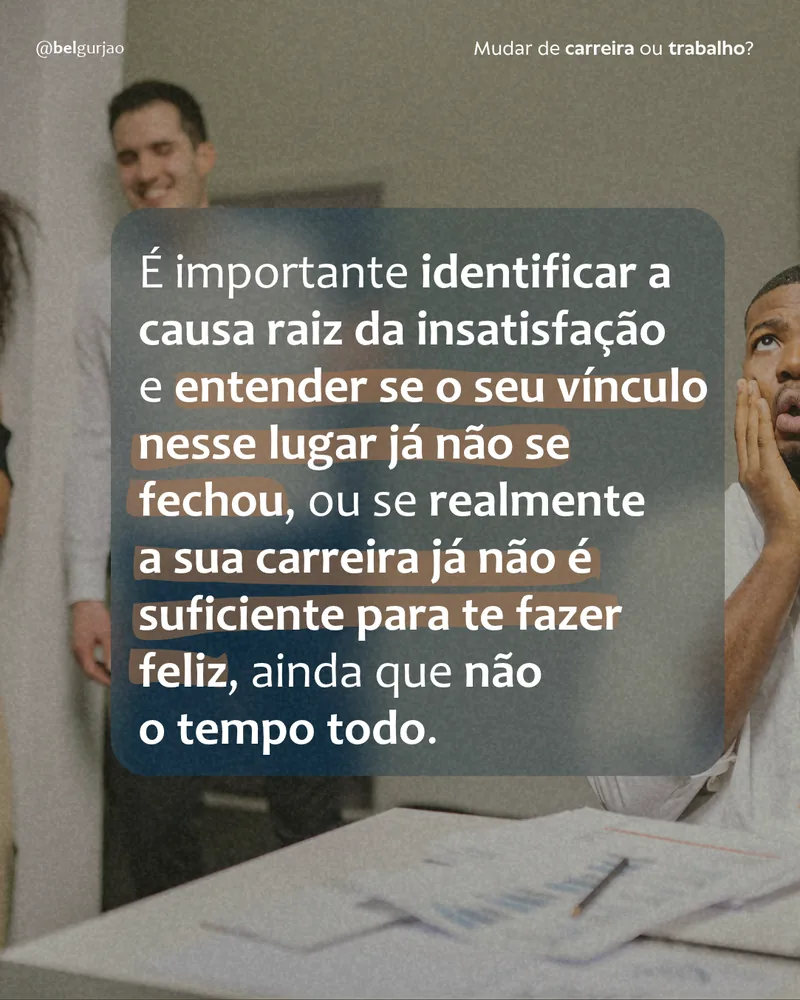 @belgurjao
Mudar de carreira ou trabalho?
É importante identificar a
causa raiz da insatisfação
e entender se o seu vínculo
nesse lugar já não se
fechou, ou se realmente
a sua carreira já não é
suficiente para te fazer
feliz, ainda que não
o tempo todo.